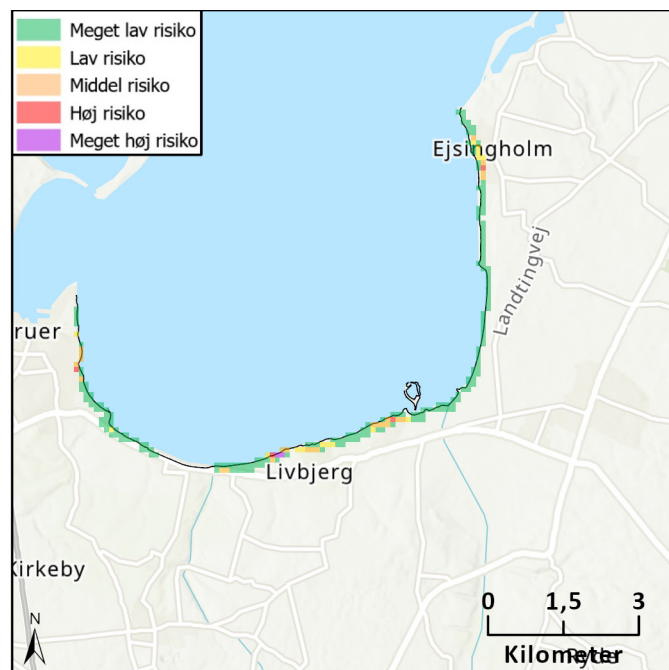 Meget lav risiko
Lav risiko
Middel risiko
Høj risiko
Meget høj risiko
Ejsingholm
Landtingvej
ruer
Livbjerg
Kirkeby
N
0 1,5 3
Kilometer